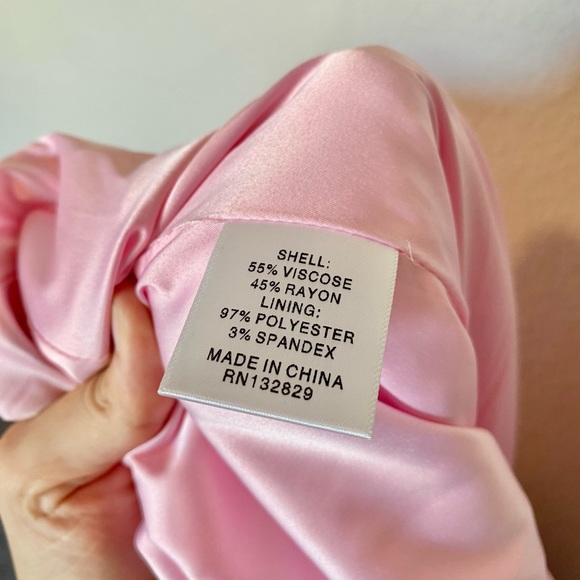 SHELL:
55% VISCOSE
45% RAYON
LINING:
97% POLYESTER
3% SPANDEX
MADE IN CHINA
RN132829